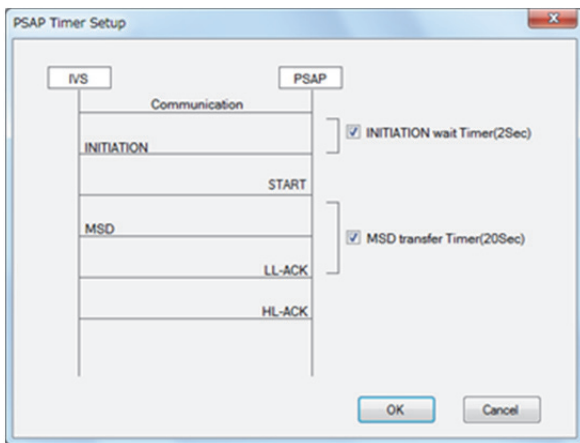 PSAP Timer Setup
IVS
PSAP
Communication
INITIATION wait Timer(2Sec)
INITIATION
START
MSD
MSD transfer Timer(20Sec)
LL-ACK
HL-ACK
OK
Cancel